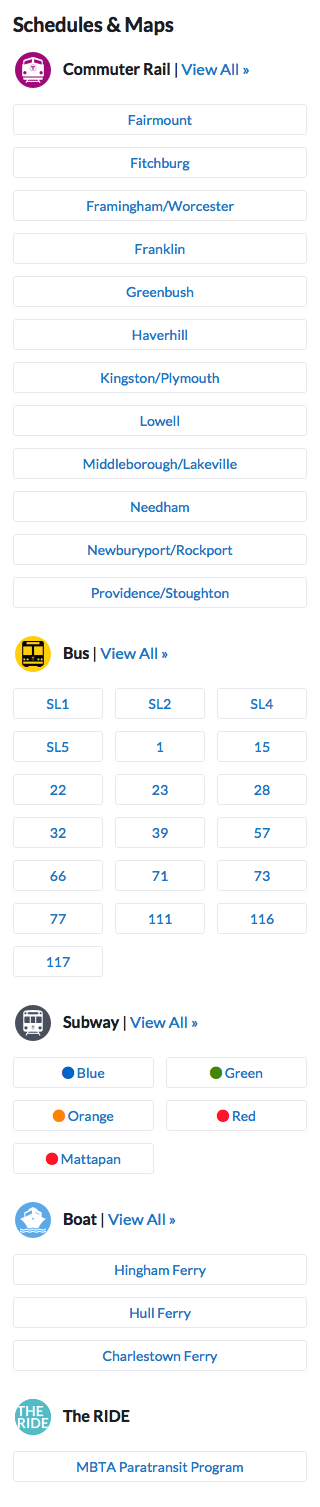 Schedules & Maps
Commuter Rail | View All »
Fairmount
Fitchburg
Framingham/Worcester
Franklin
Greenbush
Haverhill
Kingston/Plymouth
Lowell
Middleborough/Lakeville
Needham
Newburyport/Rockport
Providence/Stoughton
Bus | View All »
SL1 SL2 SL4
SL5 1 15
22 23 28
32 39 57
66 71 73
77 111 116
117
Subway | View All »
Blue Green
Orange Red
Mattapan
Boat | View All »
Hingham Ferry
Hull Ferry
Charlestown Ferry
THE RIDE The RIDE
MBTA Paratransit Program